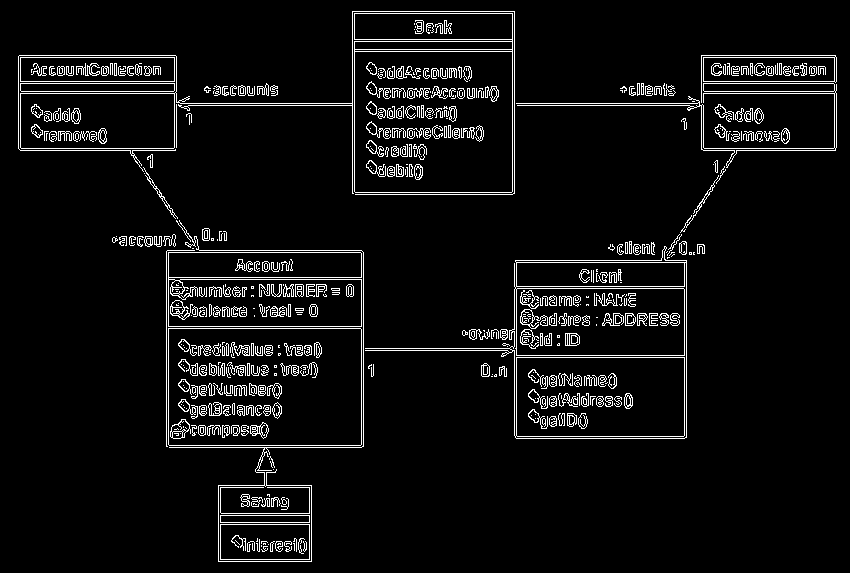 Bank
addAccount()
removeAccount()
addClient()
removeClient()
credit()
debit()
AccountCollection
add()
remove()
+accounts
1
ClientCollection
add()
remove()
+clients
1
1
+account
0..n
1
+client
0..n
Account
number : NUMBER = 0
balence : \real = 0
credit(value : \real)
debit(value : \real)
getNumber()
getBalance()
compose()
+owner
1
0..n
Client
name : NAME
addres : ADDRESS
id : ID
getName()
getAddress()
getID()
Saving
Interest()